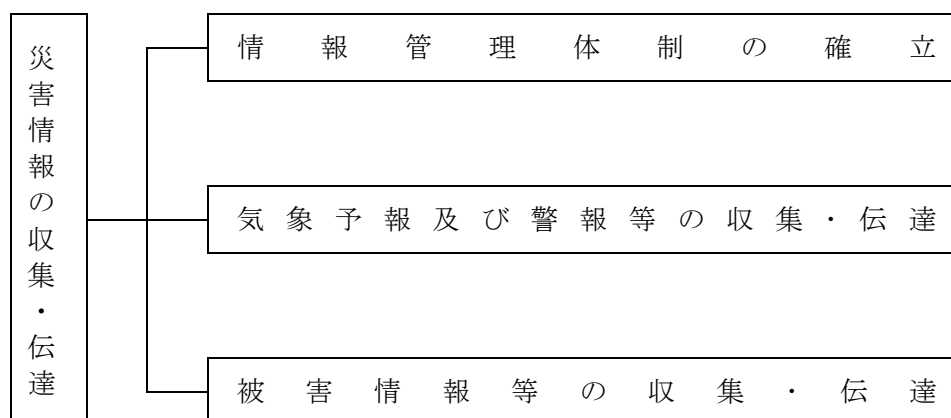 災害情報の収集・伝達
情報管理体制の確立
気象予報及び警報等の収集・伝達
被害情報等の収集・伝達